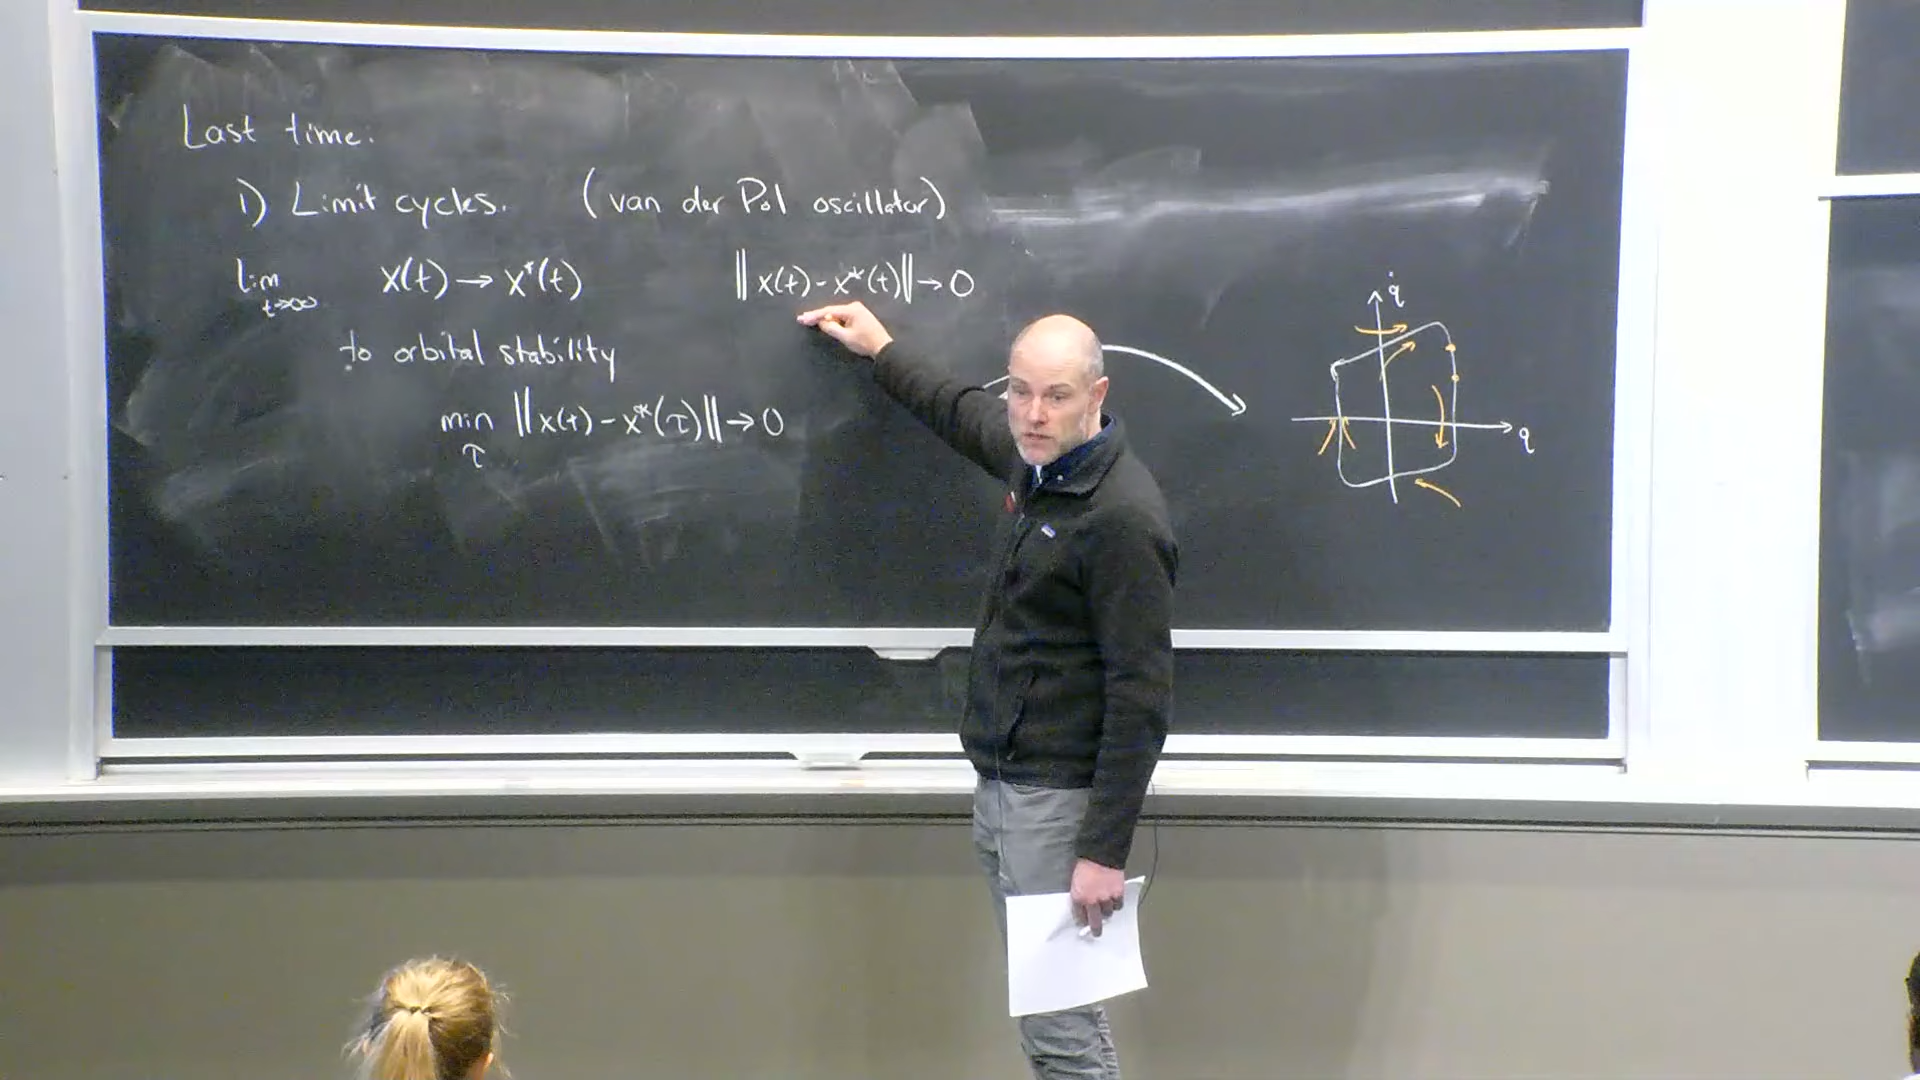 Last time:
1) Limit cycles. (van der Pol oscillator)
lim t→∞ x(t) → x*(t) ‖x(t) - x*(t)‖ → 0
to orbital stability
min τ ‖x(t) - x*(τ)‖ → 0
q̇
q